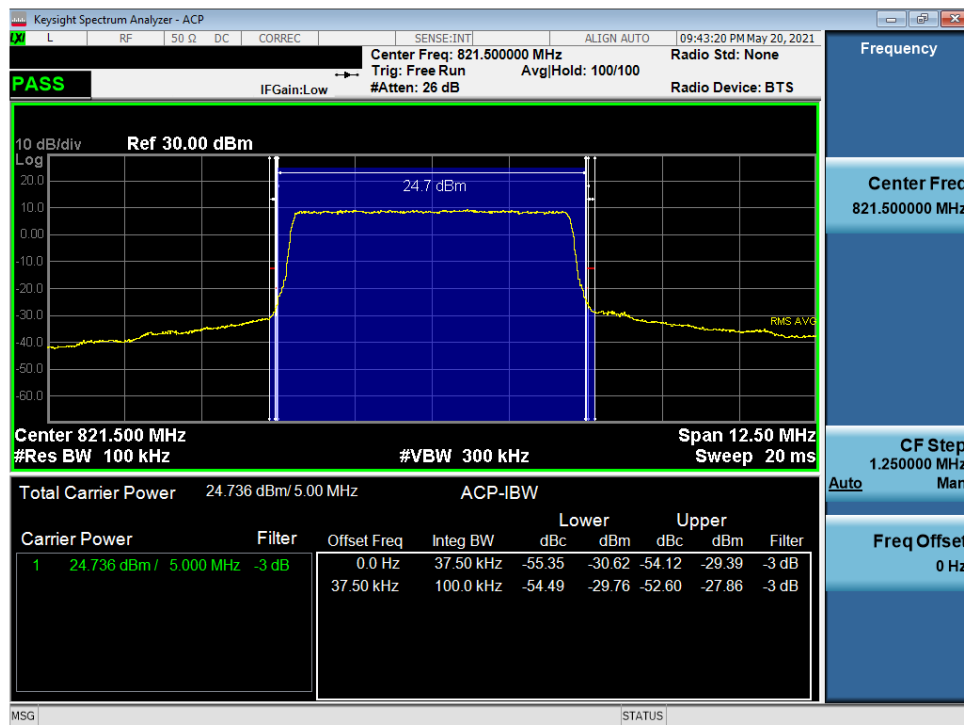 Keysight Spectrum Analyzer - ACP
LXI L RF 50 Ω DC CORREC SENSE:INT ALIGN AUTO 09:43:20 PM May 20, 2021
Center Freq: 821.500000 MHz Radio Std: None
Trig: Free Run Avg|Hold: 100/100
PASS
IFGain:Low #Atten: 26 dB Radio Device: BTS
Frequency
10 dB/div Ref 30.00 dBm
Log
20.0
24.7 dBm
10.0
0.00
-10.0
-20.0
-30.0
RMS AVG
-40.0
-50.0
-60.0
Center 821.500 MHz Span 12.50 MHz
#Res BW 100 kHz #VBW 300 kHz Sweep 20 ms
Center Freq
821.500000 MHz
CF Step
1.250000 MHz
Auto Man
Freq Offset
0 Hz
Total Carrier Power 24.736 dBm/ 5.00 MHz ACP-IBW
Lower Upper
Carrier Power Filter Offset Freq Integ BW dBc dBm dBc dBm Filter
1 24.736 dBm / 5.000 MHz -3 dB 0.0 Hz 37.50 kHz -55.35 -30.62 -54.12 -29.39 -3 dB
37.50 kHz 100.0 kHz -54.49 -29.76 -52.60 -27.86 -3 dB
MSG STATUS